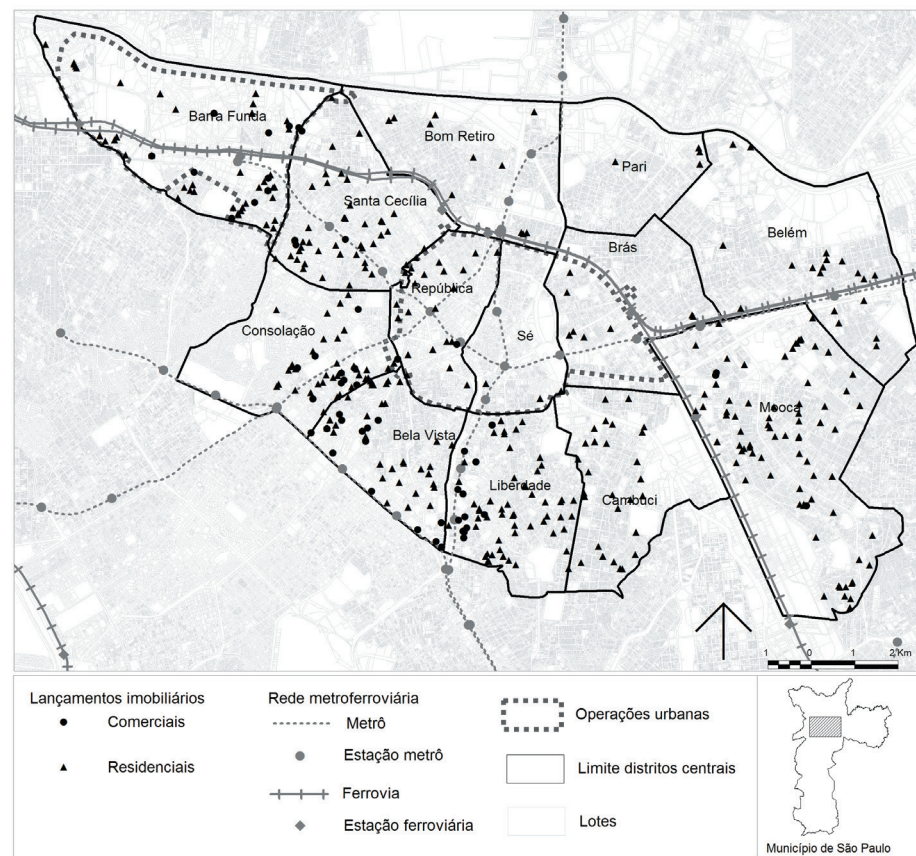 Barra Funda
Bom Retiro
Pari
Santa Cecília
Brás
Belém
República
Consolação
Sé
Mooca
Bela Vista
Liberdade
Cambuci
1 0 1 2 Km
Lançamentos imobiliários
Comerciais
Residenciais
Rede metroferroviária
Metrô
Estação metrô
Ferrovia
Estação ferroviária
Operações urbanas
Limite distritos centrais
Lotes
Município de São Paulo